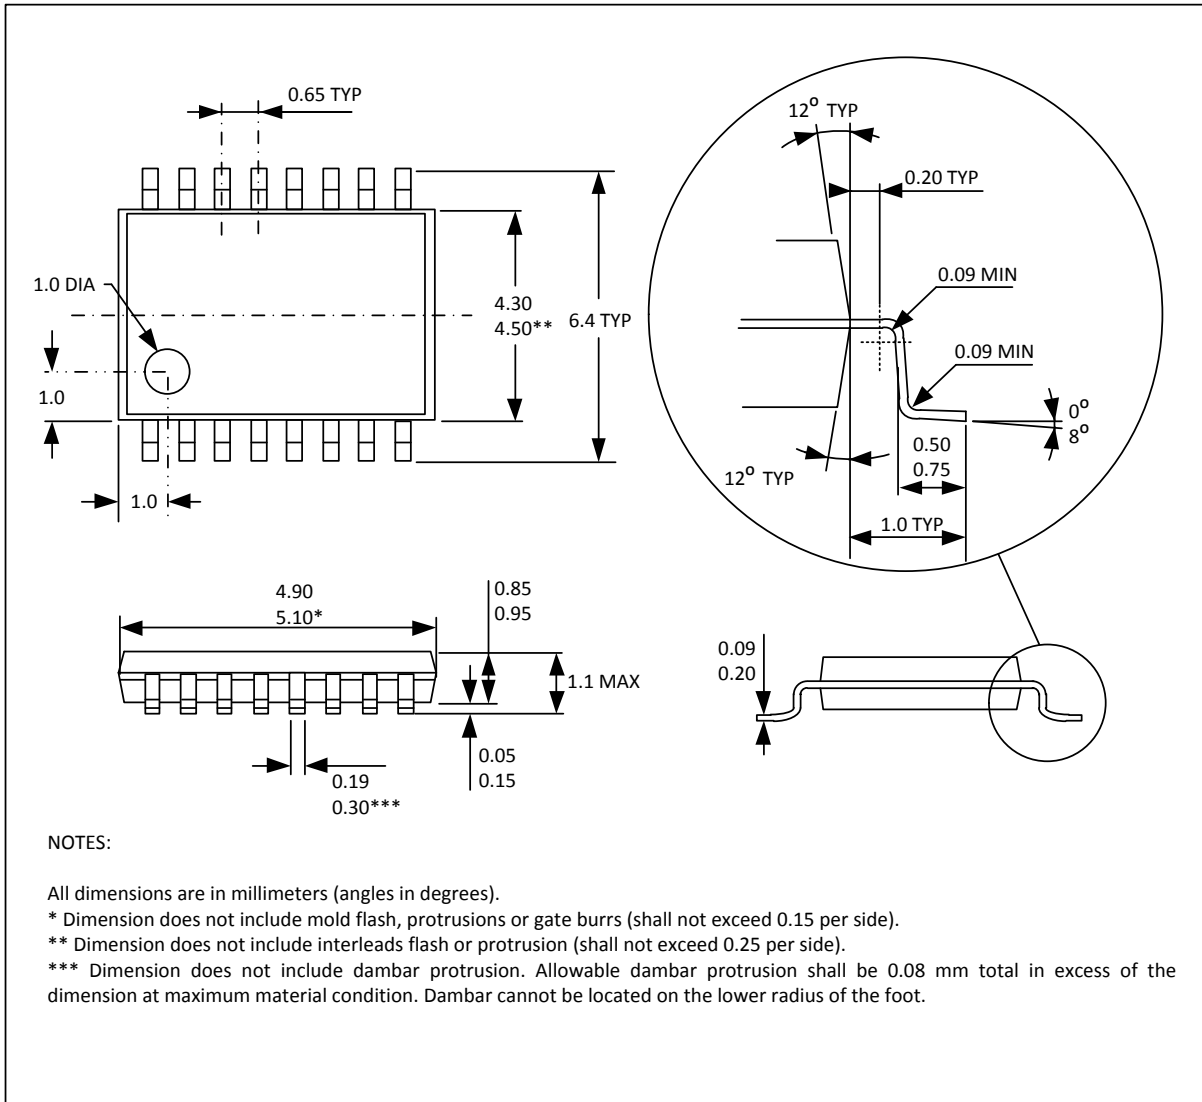 0.65 TYP
12° TYP
0.20 TYP
1.0 DIA
0.09 MIN
4.30
4.50**
6.4 TYP
0.09 MIN
1.0
0°
8°
0.50
0.75
12° TYP
1.0
1.0 TYP
4.90
5.10*
0.85
0.95
0.09
0.20
1.1 MAX
0.05
0.15
0.19
0.30***
NOTES:
All dimensions are in millimeters (angles in degrees).
* Dimension does not include mold flash, protrusions or gate burrs (shall not exceed 0.15 per side).
** Dimension does not include interleads flash or protrusion (shall not exceed 0.25 per side).
*** Dimension does not include dambar protrusion. Allowable dambar protrusion shall be 0.08 mm total in excess of the
dimension at maximum material condition. Dambar cannot be located on the lower radius of the foot.